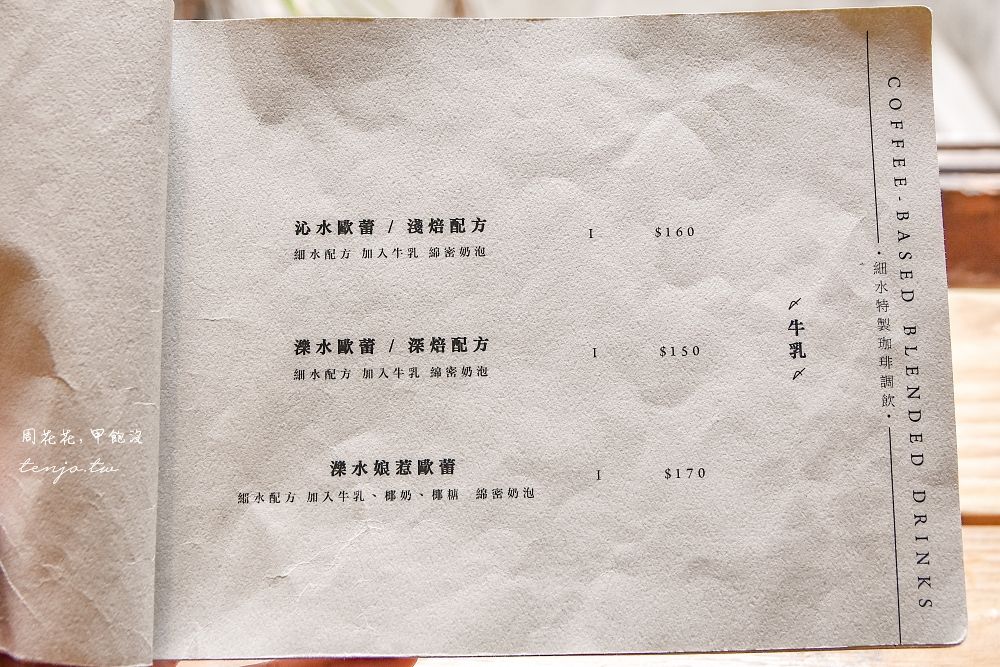 沁水歐蕾 / 淺焙配方 I $160
細水配方 加入牛乳 綿密奶泡
濼水歐蕾 / 深焙配方 I $150
細水配方 加入牛乳 綿密奶泡
濼水娘惹歐蕾 I $170
細水配方 加入牛乳、椰奶、椰糖 綿密奶泡
〆牛乳〆
COFFEE-BASED BLENDED DRINKS
·細水特製珈琲調飲·
周花花,甲飽沒
tenjo.tw